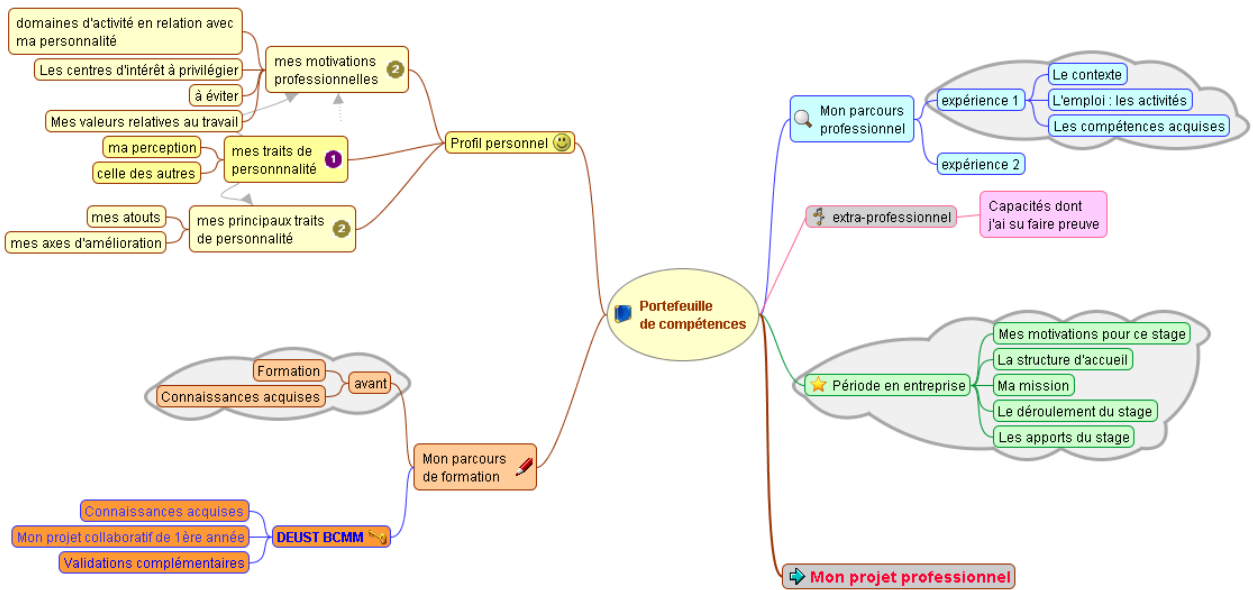 domaines d'activité en relation avec
ma personnalité
Les centres d'intérêt à privilégier
à éviter
Mes valeurs relatives au travail
mes motivations
professionnelles
2
ma perception
celle des autres
mes traits de
personnnalité
1
mes atouts
mes axes d'amélioration
mes principaux traits
de personnalité
2
Profil personnel
Formation
Connaissances acquises
avant
Mon parcours
de formation
Connaissances acquises
Mon projet collaboratif de 1ère année
Validations complémentaires
DEUST BCMM
Portefeuille
de compétences
Mon parcours
professionnel
expérience 1
Le contexte
L'emploi : les activités
Les compétences acquises
expérience 2
extra-professionnel
Capacités dont
j'ai su faire preuve
Période en entreprise
Mes motivations pour ce stage
La structure d'accueil
Ma mission
Le déroulement du stage
Les apports du stage
Mon projet professionnel